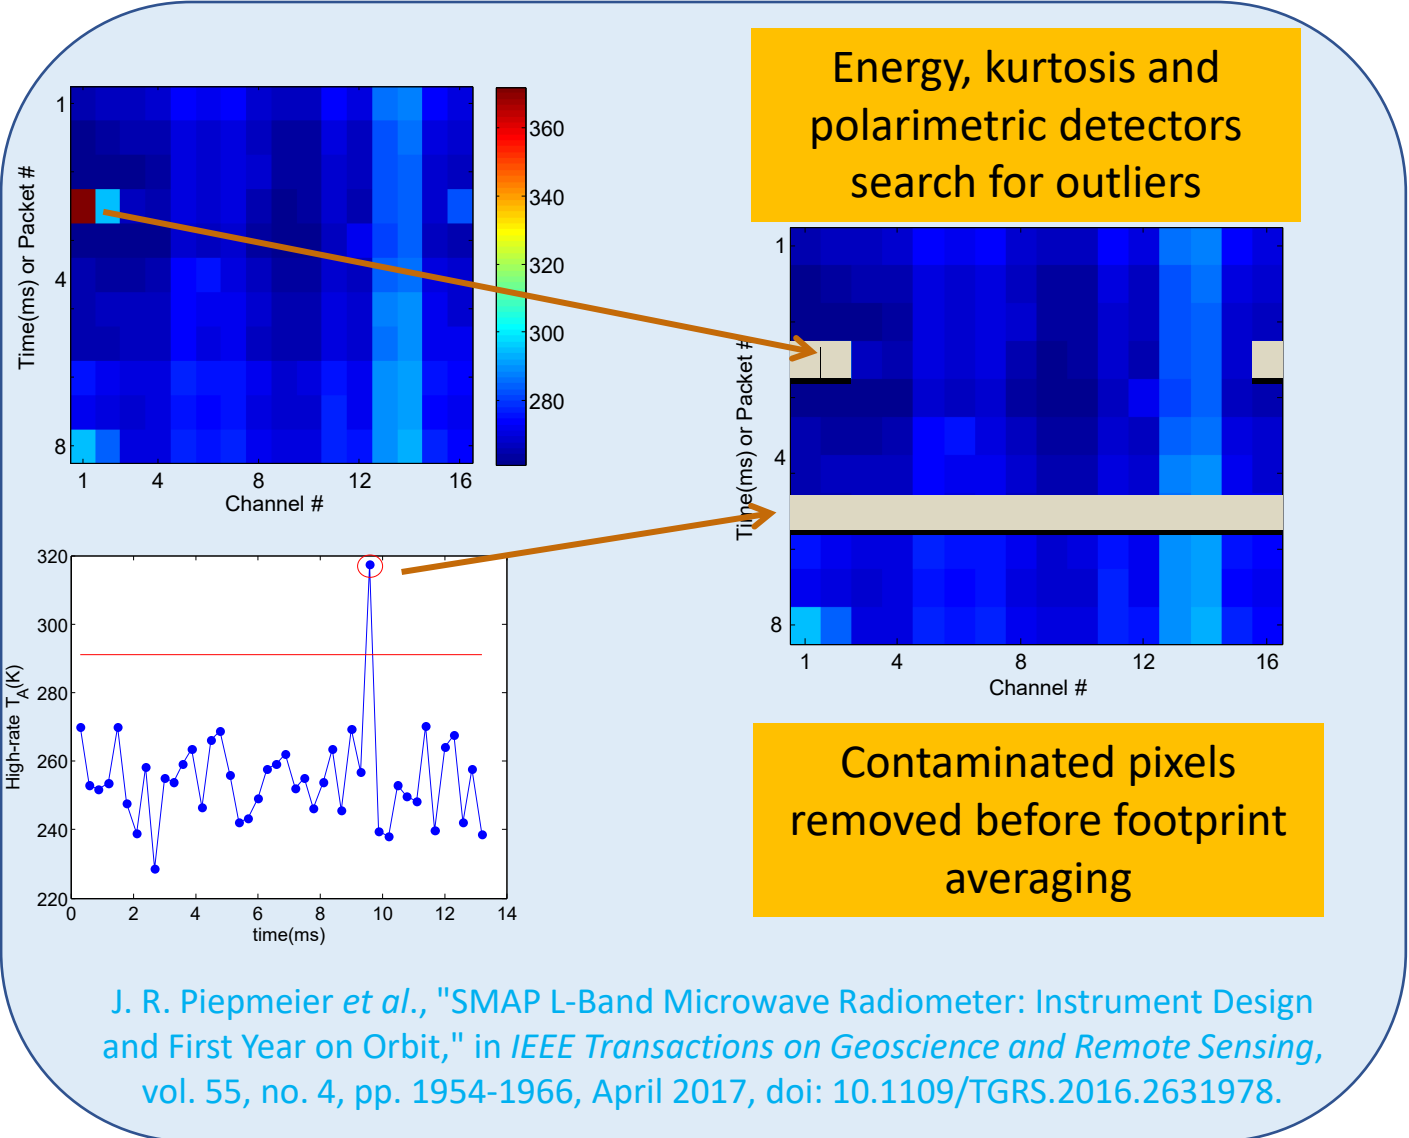 Energy, kurtosis and
polarimetric detectors
search for outliers
Time(ms) or Packet #
1
4
8
1 4 8 12 16
Channel #
360
340
320
300
280
Time(ms) or Packet #
1
4
8
1 4 8 12 16
Channel #
High-rate T_A(K)
320
300
280
260
240
220
0 2 4 6 8 10 12 14
time(ms)
Contaminated pixels
removed before footprint
averaging
J. R. Piepmeier et al., "SMAP L-Band Microwave Radiometer: Instrument Design
and First Year on Orbit," in IEEE Transactions on Geoscience and Remote Sensing,
vol. 55, no. 4, pp. 1954-1966, April 2017, doi: 10.1109/TGRS.2016.2631978.